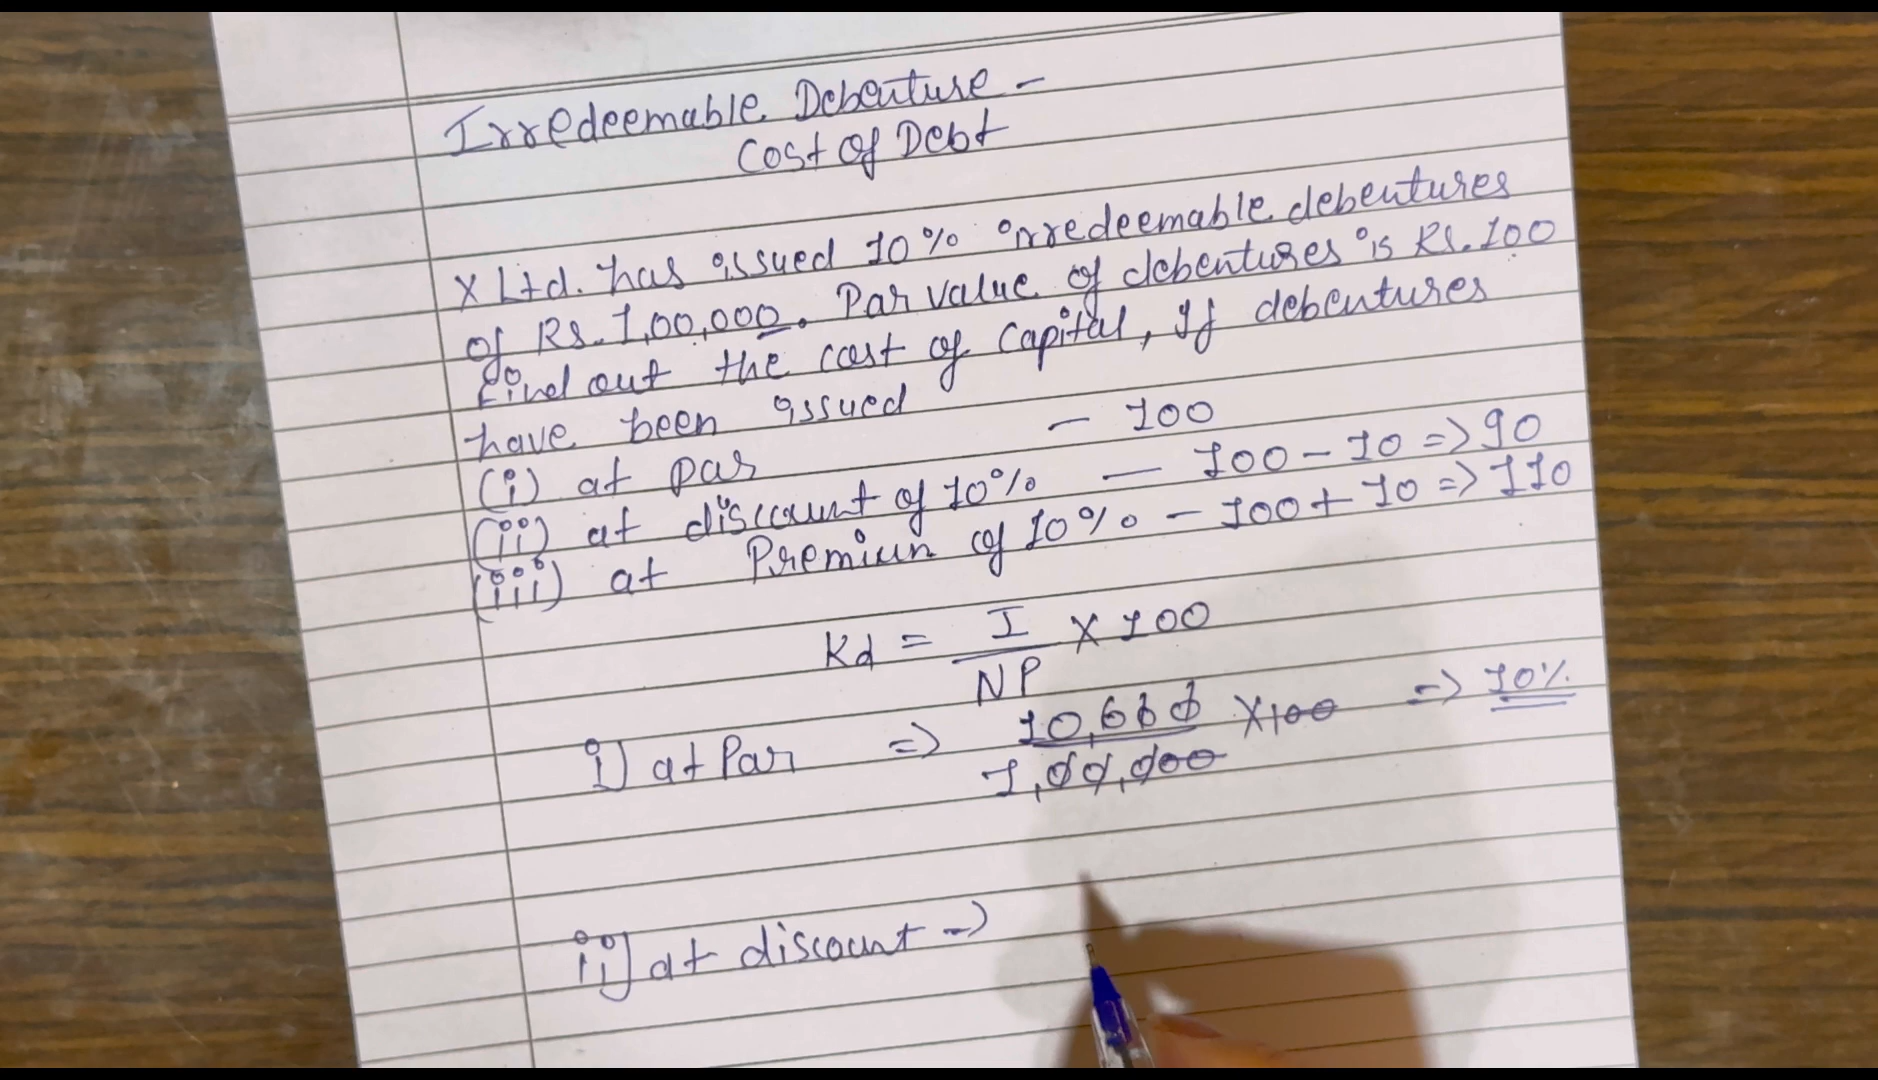 Irredeemable Debenture -
Cost of Debt
X Ltd. has issued 10% irredeemable debentures
of Rs. 1,00,000. Par value of debentures is Rs. 100
Find out the cost of capital, If debentures
have been issued
(i) at par - 100
(ii) at discount of 10% - 100 - 10 => 90
(iii) at Premium of 10% - 100 + 10 => 110
Kd = I/NP X 100
i) at Par => 10,000/1,00,000 X100 => 10%
ii) at discount =>